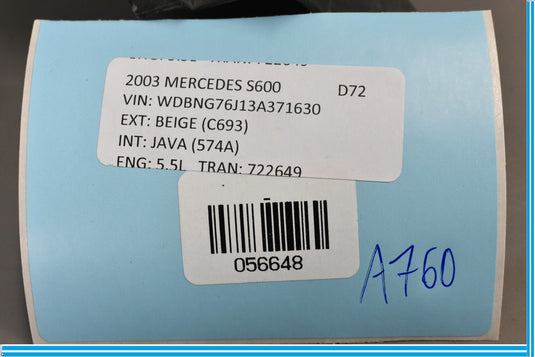 2003 MERCEDES S600 D72
VIN: WDBNG76J13A371630
EXT: BEIGE (C693)
INT: JAVA (574A)
ENG: 5.5L TRAN: 722649
056648
A760